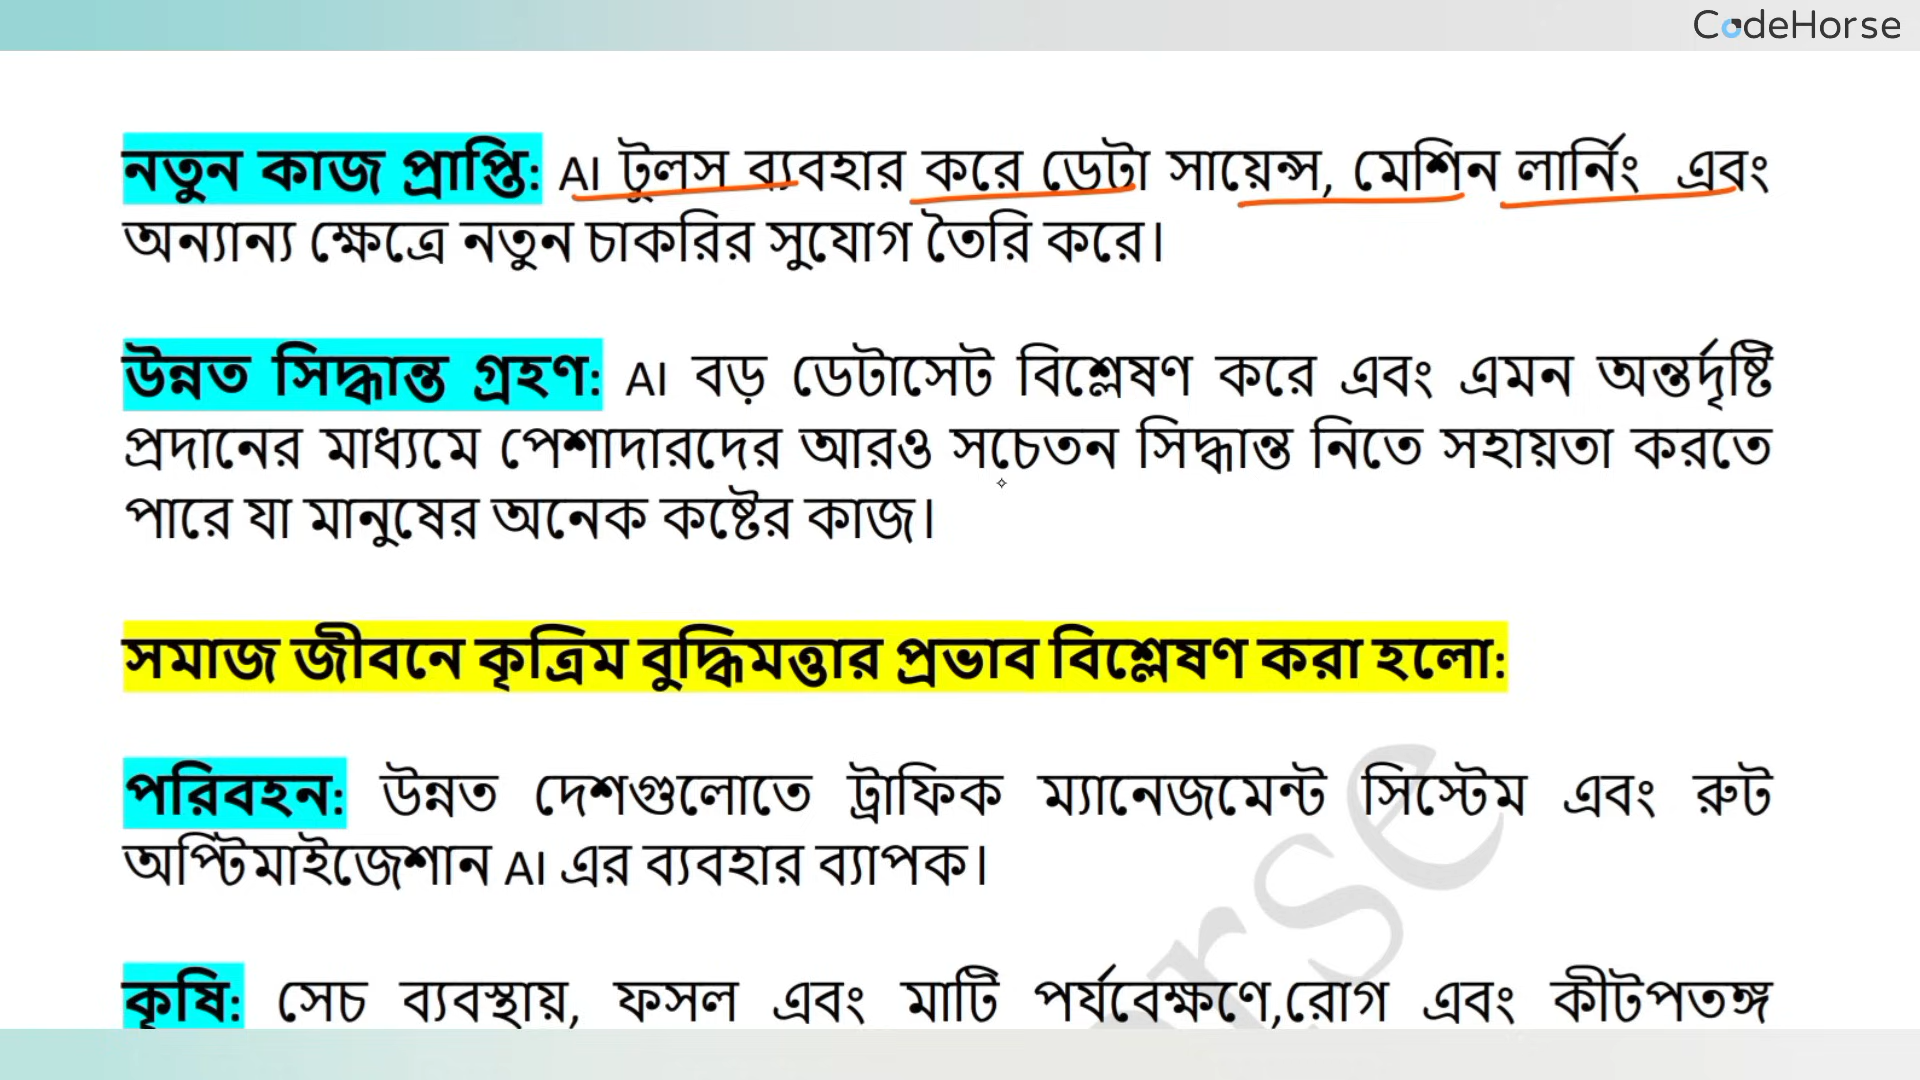 CodeHorse
নতুন কাজ প্রাপ্তি: AI টুলস ব্যবহার করে ডেটা সায়েন্স, মেশিন লার্নিং এবং
অন্যান্য ক্ষেত্রে নতুন চাকরির সুযোগ তৈরি করে।
উন্নত সিদ্ধান্ত গ্রহণ: AI বড় ডেটাসেট বিশ্লেষণ করে এবং এমন অন্তর্দৃষ্টি
প্রদানের মাধ্যমে পেশাদারদের আরও সচেতন সিদ্ধান্ত নিতে সহায়তা করতে
পারে যা মানুষের অনেক কষ্টের কাজ।
সমাজ জীবনে কৃত্রিম বুদ্ধিমত্তার প্রভাব বিশ্লেষণ করা হলো:
পরিবহন: উন্নত দেশগুলোতে ট্রাফিক ম্যানেজমেন্ট সিস্টেম এবং রুট
অপ্টিমাইজেশান AI এর ব্যবহার ব্যাপক।
কৃষি: সেচ ব্যবস্থায়, ফসল এবং মাটি পর্যবেক্ষণে,রোগ এবং কীটপতঙ্গ